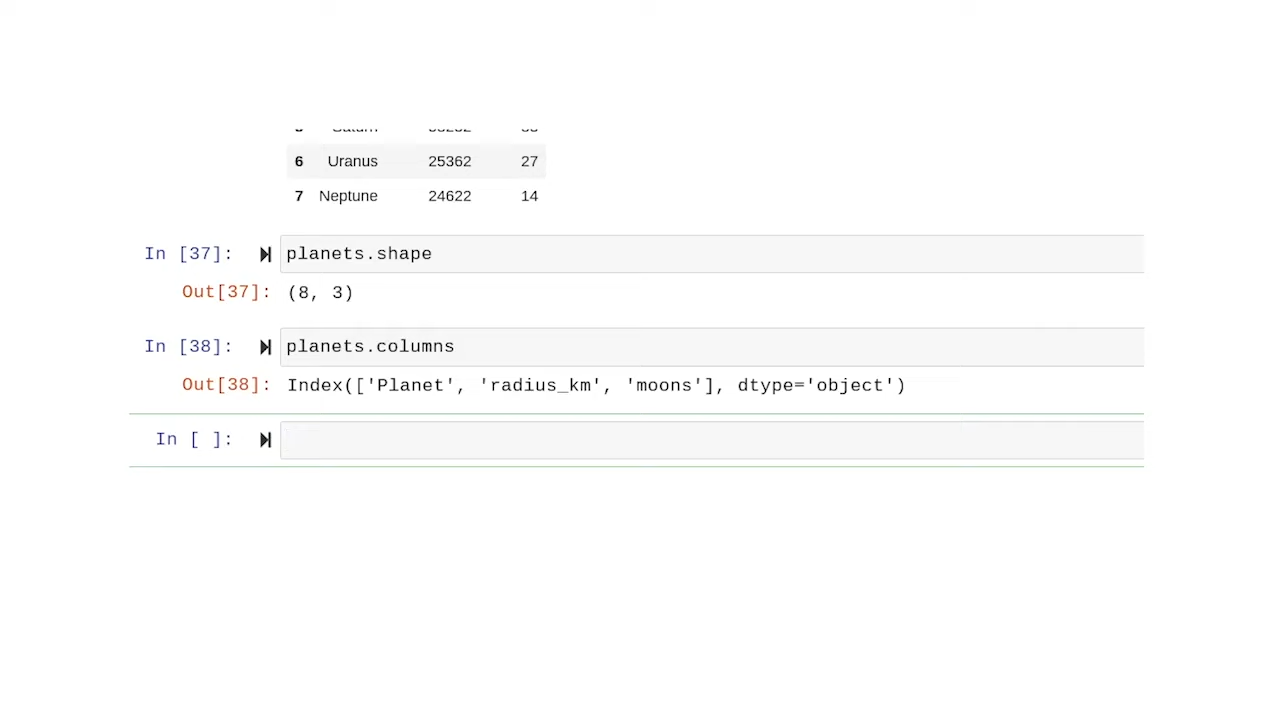 6 Uranus 25362 27
7 Neptune 24622 14
In [37]: planets.shape
Out[37]: (8, 3)
In [38]: planets.columns
Out[38]: Index(['Planet', 'radius_km', 'moons'], dtype='object')
In [ ]: